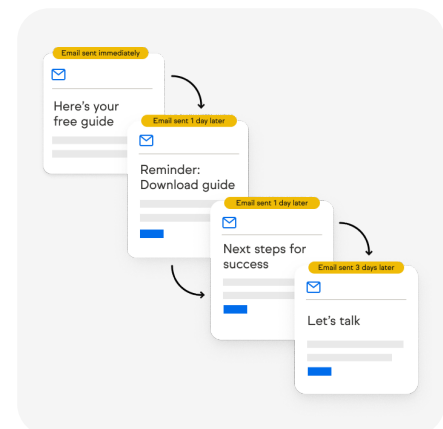 Email sent immediately
Here's your
free guide
Email sent 1 day later
Reminder:
Download guide
Email sent 1 day later
Next steps for
success
Email sent 3 days later
Let's talk